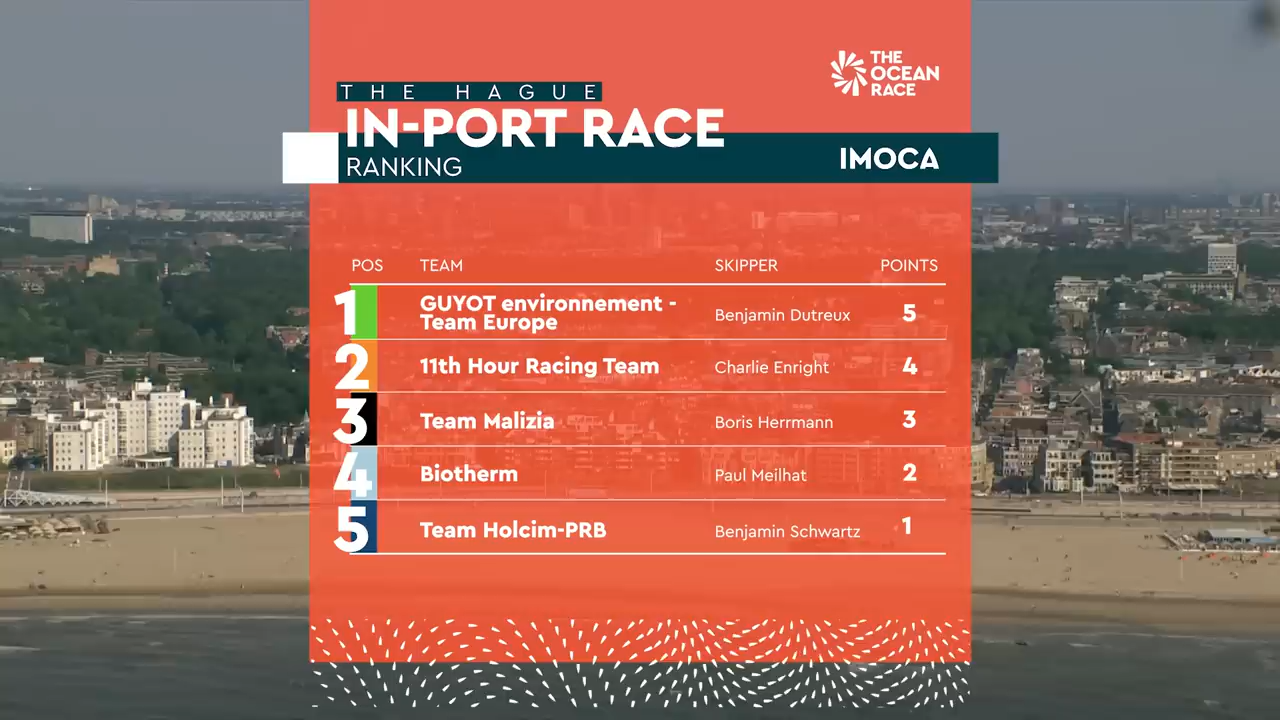 THE OCEAN RACE
THE HAGUE
IN-PORT RACE
RANKING
IMOCA
POS TEAM SKIPPER POINTS
1 GUYOT environnement - Team Europe Benjamin Dutreux 5
2 11th Hour Racing Team Charlie Enright 4
3 Team Malizia Boris Herrmann 3
4 Biotherm Paul Meilhat 2
5 Team Holcim-PRB Benjamin Schwartz 1